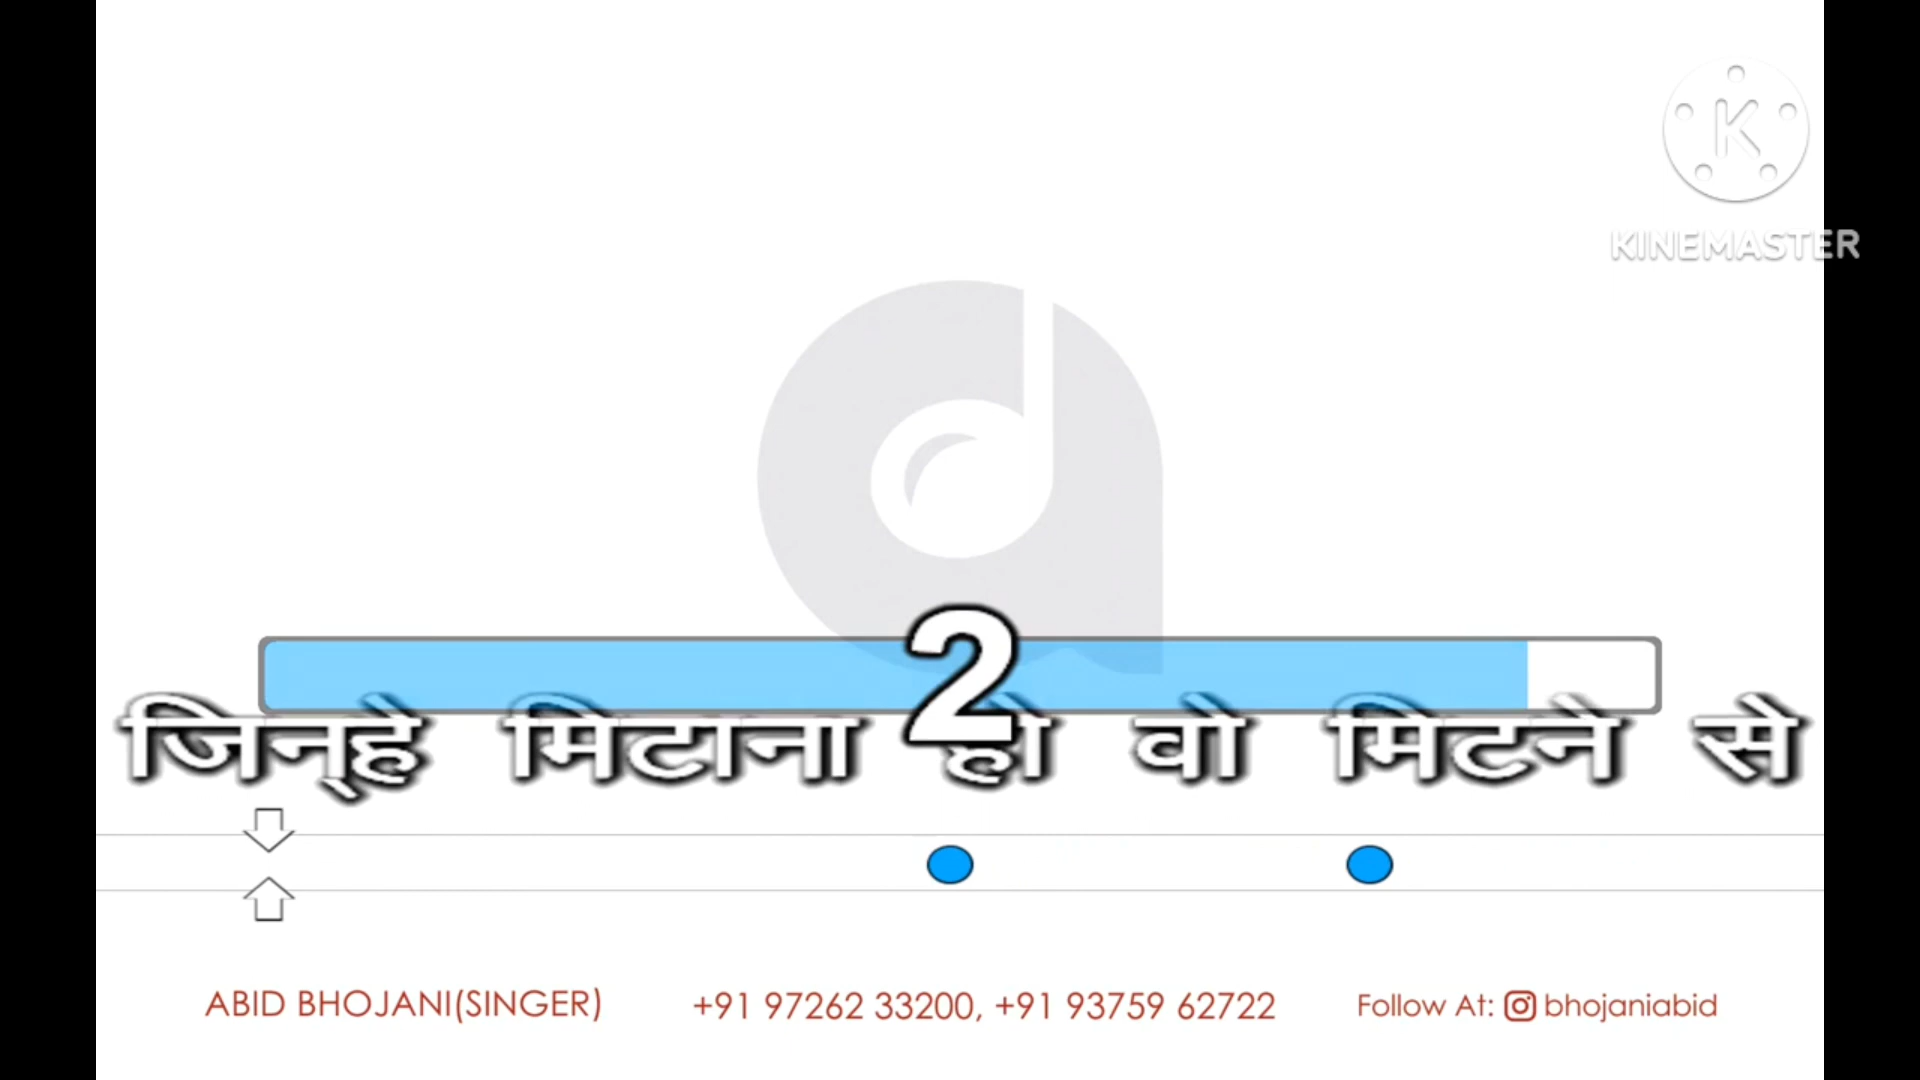 K
KINEMASTER
2
जिन्है मिटाना हो वो मिटने से
ABID BHOJANI(SINGER) +91 97262 33200, +91 93759 62722 Follow At: bhojaniabid